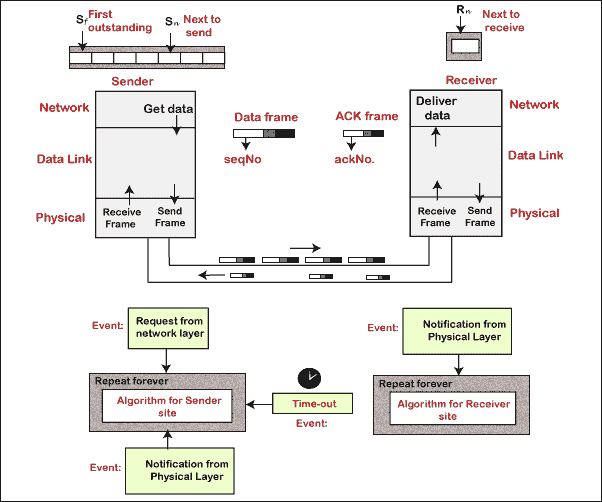 Sf First
outstanding
Sn Next to
send
Rn Next to
receive
Sender
Receiver
Network
Get data
Data frame
ACK frame
Deliver
data
Network
Data Link
seqNo
ackNo.
Data Link
Physical
Receive
Frame
Send
Frame
Receive
Frame
Send
Frame
Physical
Event:
Request from
network layer
Event:
Notification from
Physical Layer
Repeat forever
Algorithm for Sender
site
Time-out
Event:
Repeat forever
Algorithm for Receiver
site
Event:
Notification from
Physical Layer